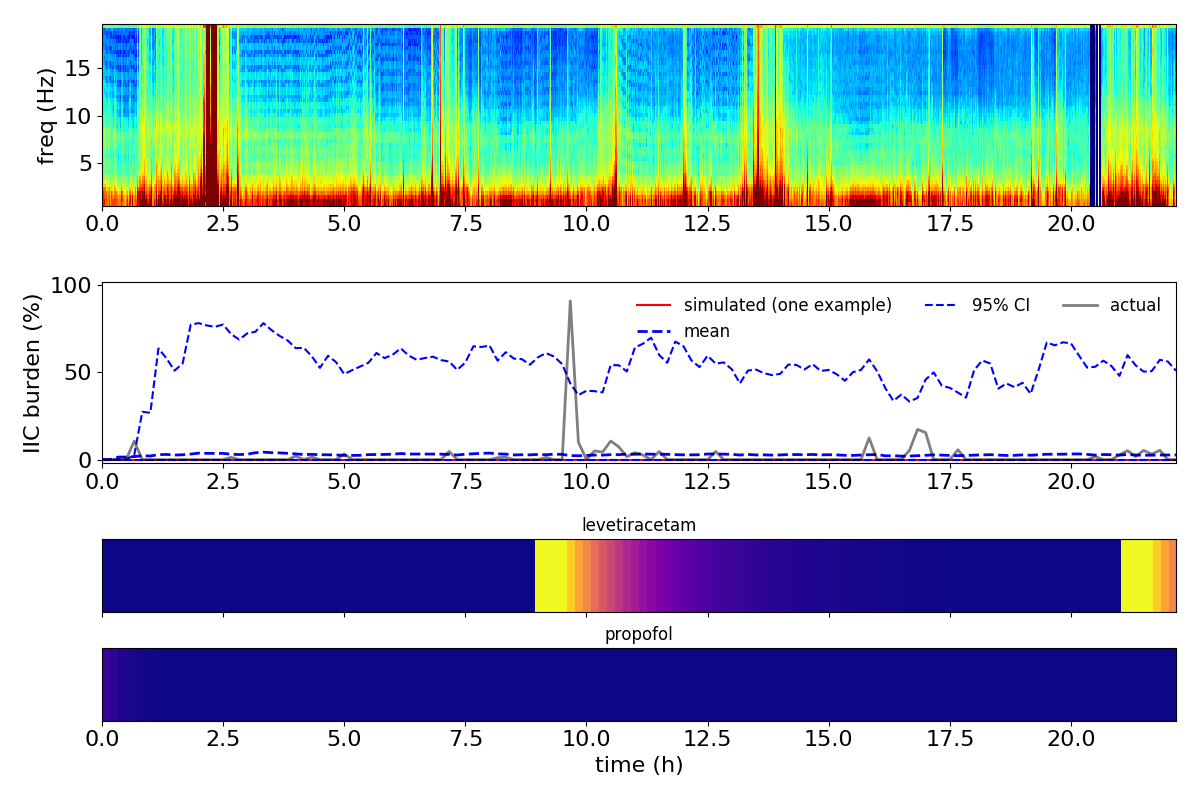 freq (Hz)
15
10
5
0.0 2.5 5.0 7.5 10.0 12.5 15.0 17.5 20.0
IIC burden (%)
100
50
0
simulated (one example) 95% CI actual
mean
0.0 2.5 5.0 7.5 10.0 12.5 15.0 17.5 20.0
levetiracetam
propofol
0.0 2.5 5.0 7.5 10.0 12.5 15.0 17.5 20.0
time (h)